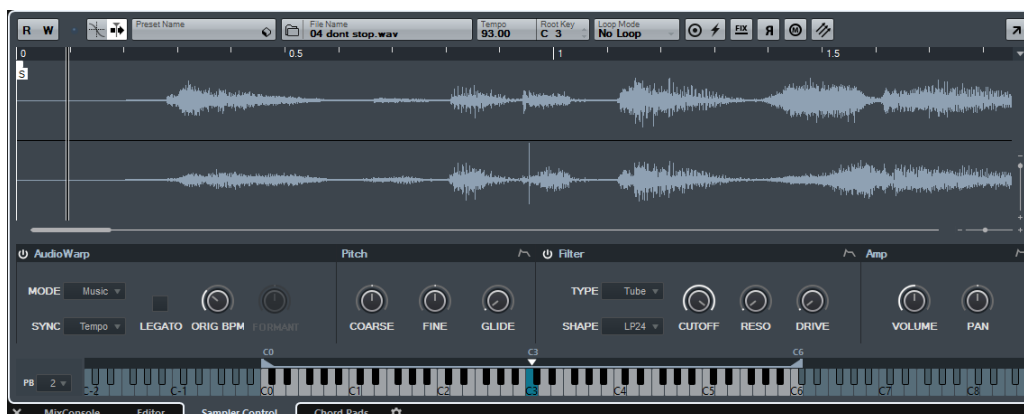 R W
Preset Name
File Name
04 dont stop.wav
Tempo
93.00
Root Key
C 3
Loop Mode
No Loop
FIX
R
M
0 0.5 1 1.5
S
AudioWarp
Pitch
Filter
Amp
MODE Music
LEGATO
ORIG BPM
FORMANT
SYNC Tempo
COARSE
FINE
GLIDE
TYPE Tube
SHAPE LP24
CUTOFF
RESO
DRIVE
VOLUME
PAN
C0 C3 C6
PB 2
C-2 C-1 C0 C1 C2 C3 C4 C5 C6 C7 C8
MixConsole Editor Sampler Control Chord Pads